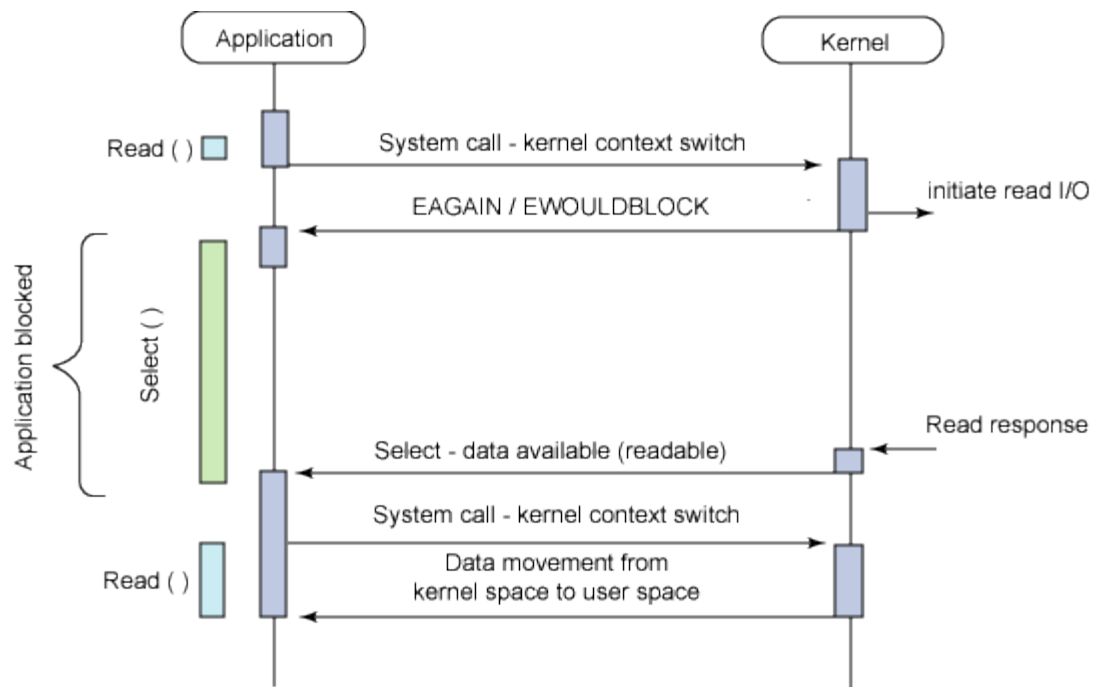 Application
Kernel
Read ( )
System call - kernel context switch
initiate read I/O
EAGAIN / EWOULDBLOCK
Application blocked
Select ( )
Read response
Select - data available (readable)
System call - kernel context switch
Read ( )
Data movement from
kernel space to user space